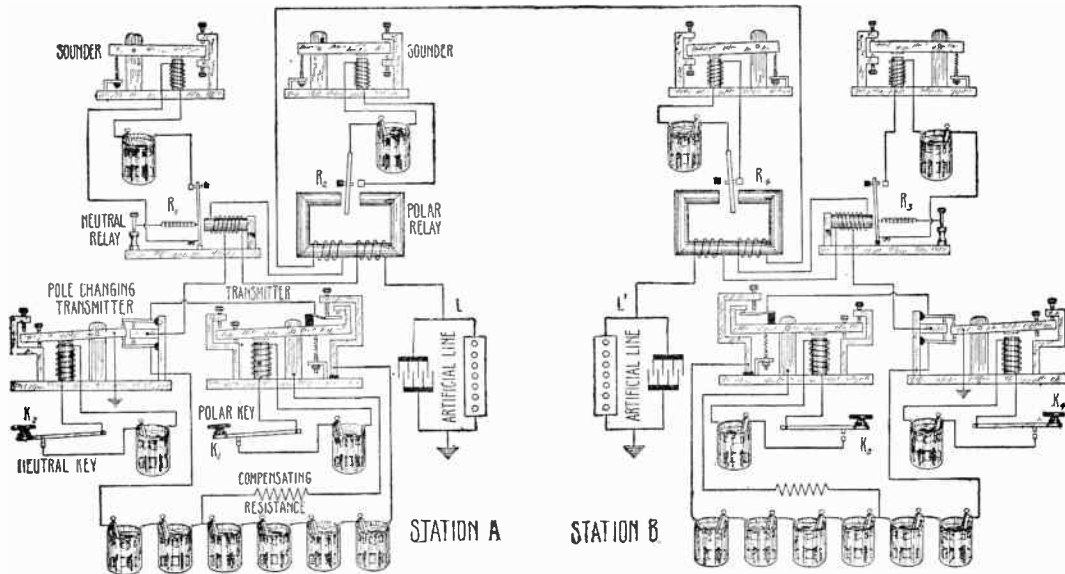 SOUNDER
SOUNDER
R₁
R₂
R₄
R₃
NEUTRAL
RELAY
POLAR
RELAY
POLE CHANGING
TRANSMITTER
TRANSMITTER
L
L'
ARTIFICIAL LINE
ARTIFICIAL LINE
K₂
NEUTRAL KEY
POLAR KEY
K₁
K₃
K₄
COMPENSATING
RESISTANCE
STATION A
STATION B